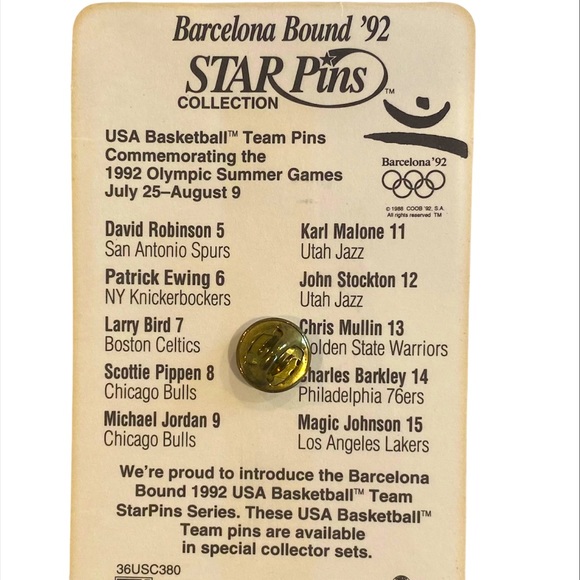 Barcelona Bound '92
STAR Pins
COLLECTION
TM
USA Basketball™ Team Pins
Commemorating the
1992 Olympic Summer Games
July 25–August 9
Barcelona '92
© 1988 COOB '92, S.A.
All rights reserved TM
David Robinson 5
San Antonio Spurs
Patrick Ewing 6
NY Knickerbockers
Larry Bird 7
Boston Celtics
Scottie Pippen 8
Chicago Bulls
Michael Jordan 9
Chicago Bulls
Karl Malone 11
Utah Jazz
John Stockton 12
Utah Jazz
Chris Mullin 13
olden State Warriors
harles Barkley 14
Philadelphia 76ers
Magic Johnson 15
Los Angeles Lakers
We're proud to introduce the Barcelona
Bound 1992 USA Basketball™ Team
StarPins Series. These USA Basketball™
Team pins are available
in special collector sets.
36USC380